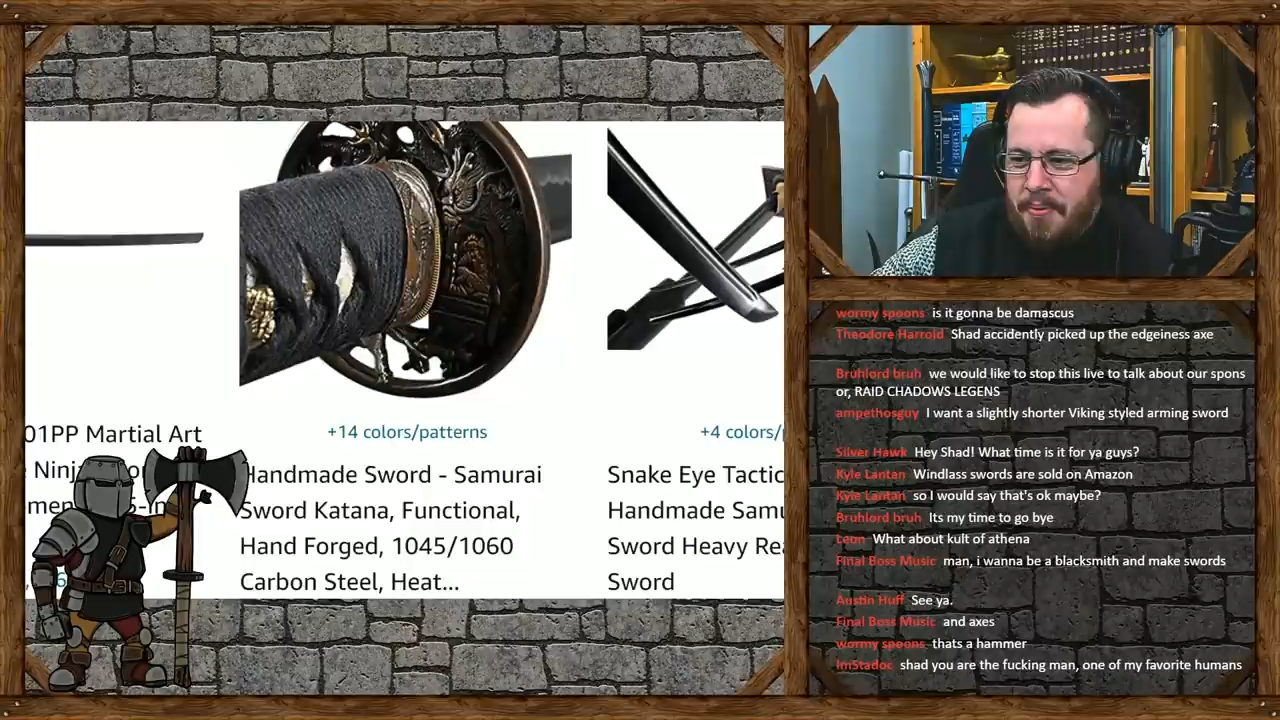 01PP Martial Art
Ninja
+14 colors/patterns
Handmade Sword - Samurai
Sword Katana, Functional,
Hand Forged, 1045/1060
Carbon Steel, Heat...
+4 colors/
Snake Eye Tactic
Handmade Samu
Sword Heavy Rea
Sword
wormy spoons is it gonna be damascus
Theodore Harrold Shad accidently picked up the edgeiness axe
Bruhlord bruh we would like to stop this live to talk about our spons
or, RAID CHADOWS LEGENS
ampethosguy I want a slightly shorter Viking styled arming sword
Silver Hawk Hey Shad! What time is it for ya guys?
Kyle Lantan Windlass swords are sold on Amazon
Kyle Lantan so I would say that's ok maybe?
Bruhlord bruh Its my time to go bye
Leon What about kult of athena
Final Boss Music man, i wanna be a blacksmith and make swords
Austin Huff See ya.
Final Boss Music and axes
wormy spoons thats a hammer
ImStadoc shad you are the fucking man, one of my favorite humans